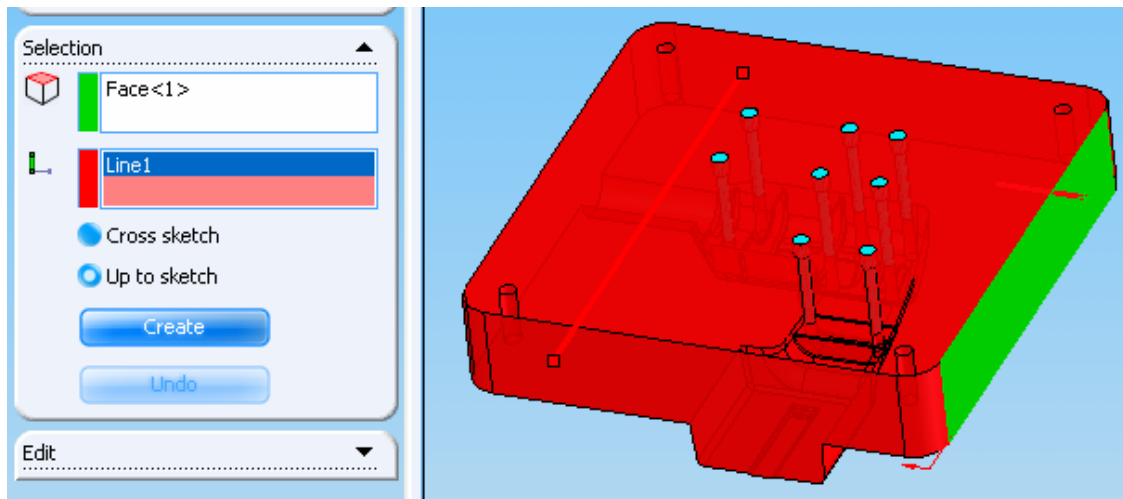 Selection
Face<1>
Line1
Cross sketch
Up to sketch
Create
Undo
Edit